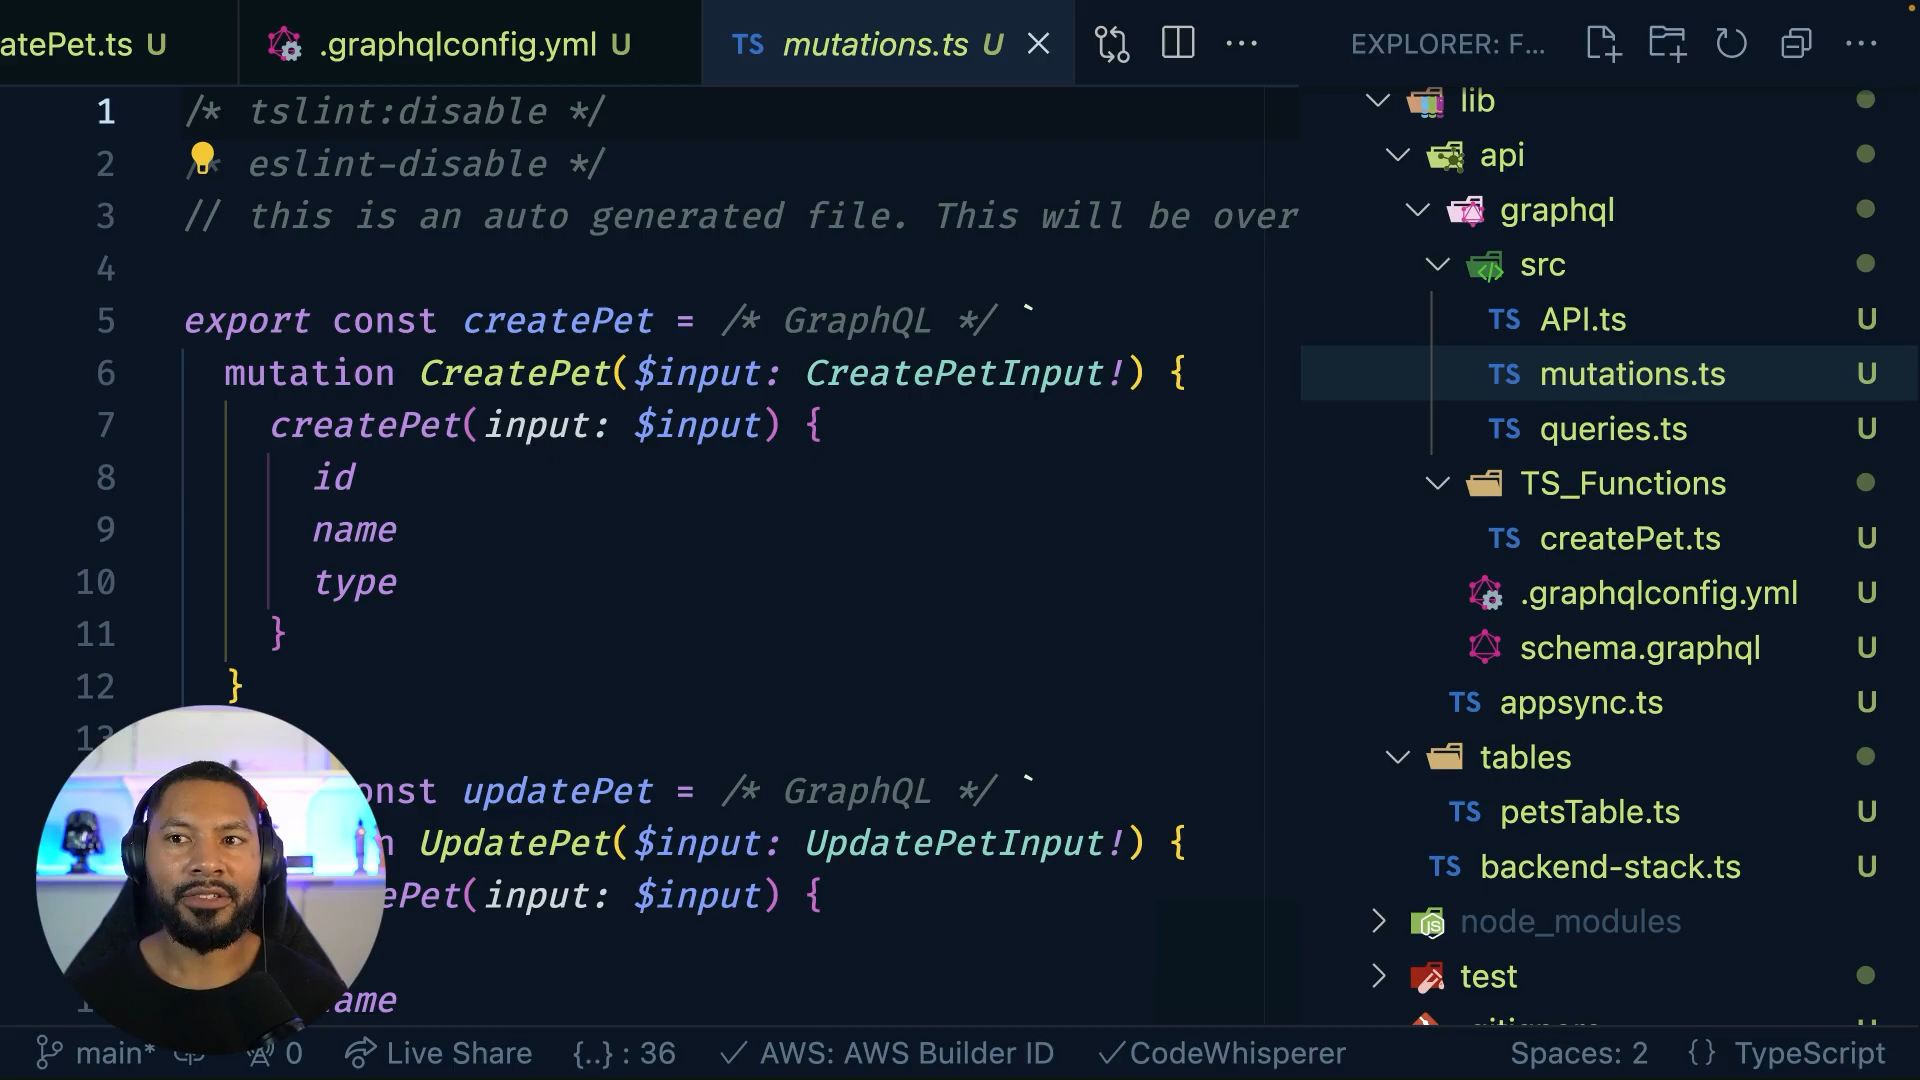 atePet.ts U
.graphqlconfig.yml U
TS mutations.ts U
EXPLORER: F...
1 /* tslint:disable */
2 /* eslint-disable */
3 // this is an auto generated file. This will be over
4
5 export const createPet = /* GraphQL */ `
6 mutation CreatePet($input: CreatePetInput!) {
7 createPet(input: $input) {
8 id
9 name
10 type
11 }
12 }
13
onst updatePet = /* GraphQL */ `
n UpdatePet($input: UpdatePetInput!) {
ePet(input: $input) {
ame
lib
api
graphql
src
TS API.ts U
TS mutations.ts U
TS queries.ts U
TS_Functions
TS createPet.ts U
.graphqlconfig.yml U
schema.graphql U
TS appsync.ts U
tables
TS petsTable.ts U
TS backend-stack.ts U
node_modules
test
main* 0 Live Share {..} : 36 AWS: AWS Builder ID CodeWhisperer Spaces: 2 {} TypeScript